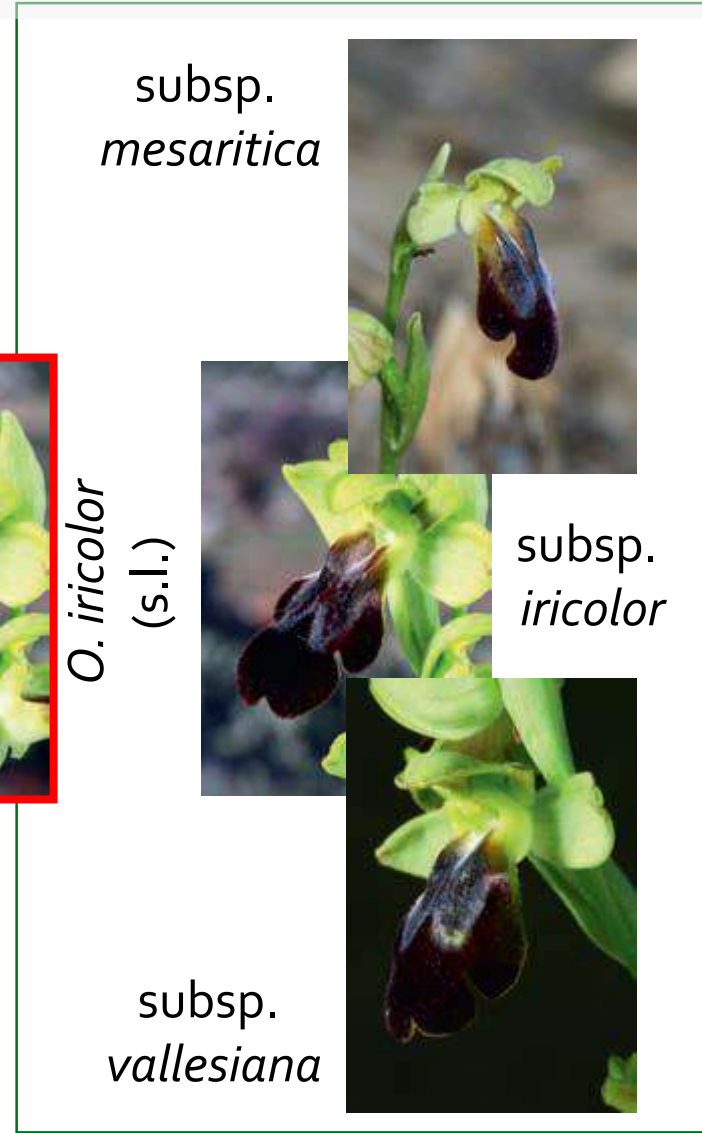 subsp.
mesaritica
O. iricolor
(s.l.)
subsp.
iricolor
subsp.
vallesiana